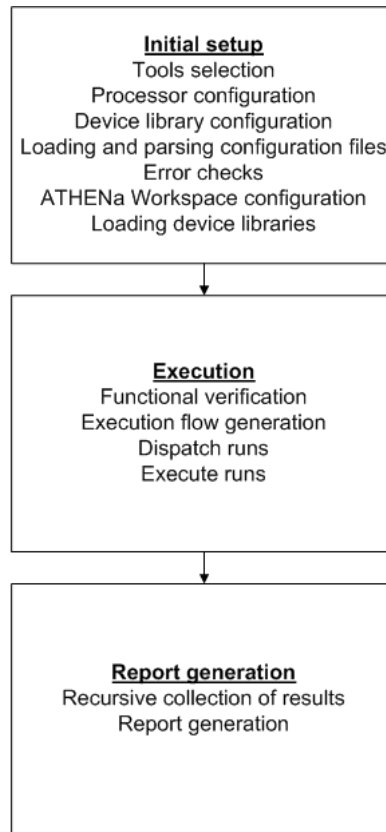 Initial setup
Tools selection
Processor configuration
Device library configuration
Loading and parsing configuration files
Error checks
ATHENa Workspace configuration
Loading device libraries
Execution
Functional verification
Execution flow generation
Dispatch runs
Execute runs
Report generation
Recursive collection of results
Report generation